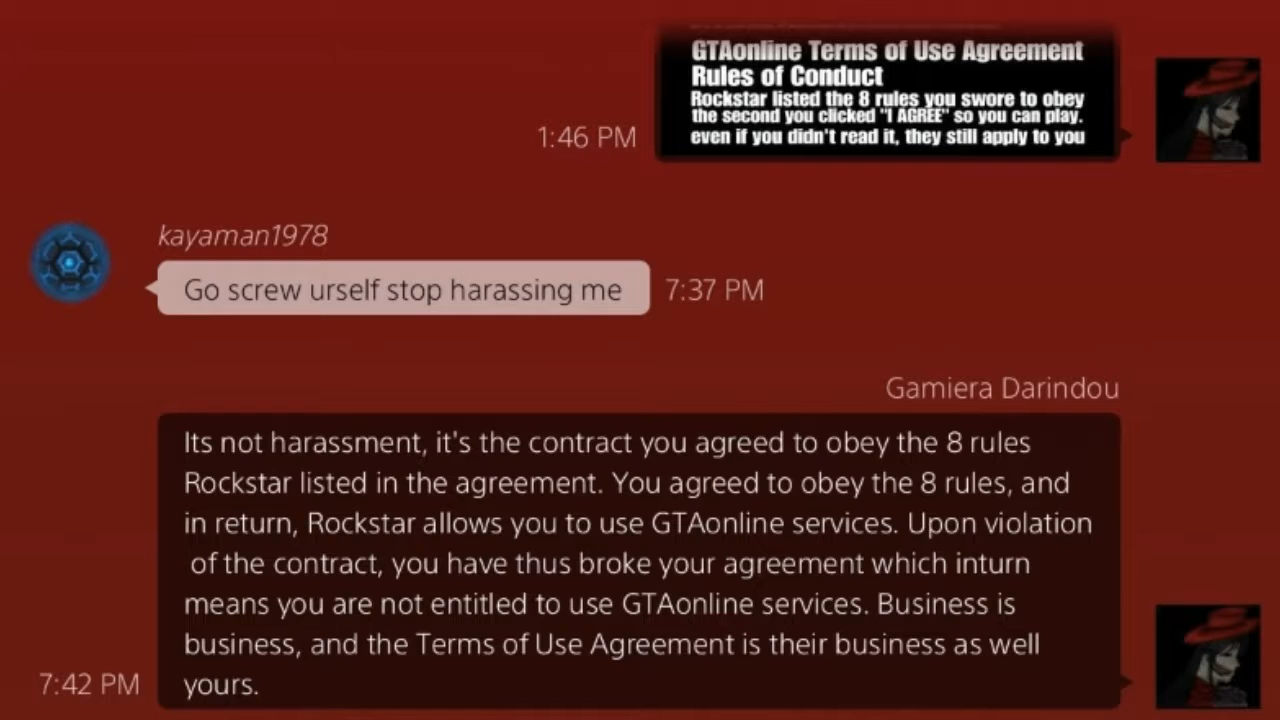 GTAonline Terms of Use Agreement
Rules of Conduct
Rockstar listed the 8 rules you swore to obey
the second you clicked "I AGREE" so you can play.
even if you didn't read it, they still apply to you
1:46 PM
kayaman1978
Go screw urself stop harassing me
7:37 PM
Gamiera Darindou
Its not harassment, it's the contract you agreed to obey the 8 rules
Rockstar listed in the agreement. You agreed to obey the 8 rules, and
in return, Rockstar allows you to use GTAonline services. Upon violation
of the contract, you have thus broke your agreement which inturn
means you are not entitled to use GTAonline services. Business is
business, and the Terms of Use Agreement is their business as well
yours.
7:42 PM